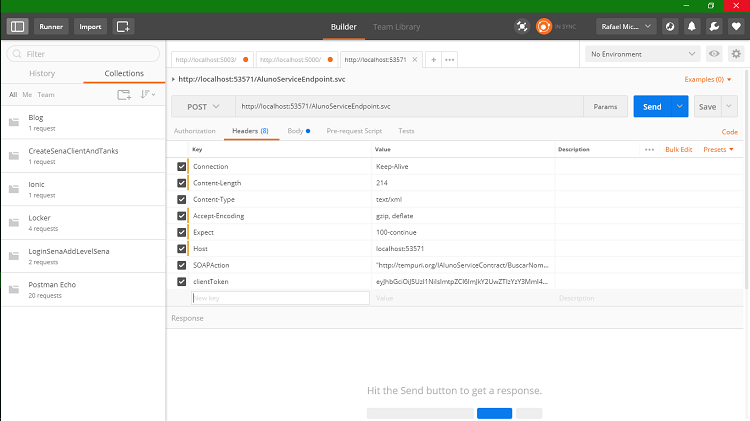 Runner Import Builder Team Library IN SYNC Rafael Mic...
Filter
History Collections
All Me Team
Blog
1 request
CreateSenaClientAndTanks
1 request
Ionic
1 request
Locker
4 requests
LoginSenaAddLevelSena
2 requests
Postman Echo
20 requests
http://localhost:5003/ http://localhost:5000/ http://localhost:53571 No Environment
http://localhost:53571/AlunoServiceEndpoint.svc Examples (0)
POST http://localhost:53571/AlunoServiceEndpoint.svc Params Send Save
Authorization Headers (8) Body Pre-request Script Tests Code
Key Value Description Bulk Edit Presets
Connection Keep-Alive
Content-Length 214
Content-Type text/xml
Accept-Encoding gzip, deflate
Expect 100-continue
Host localhost:53571
SOAPAction "http://tempuri.org/IAlunoServiceContract/BuscarNom...
clientToken
New key Value Description
Response
Hit the Send button to get a response.